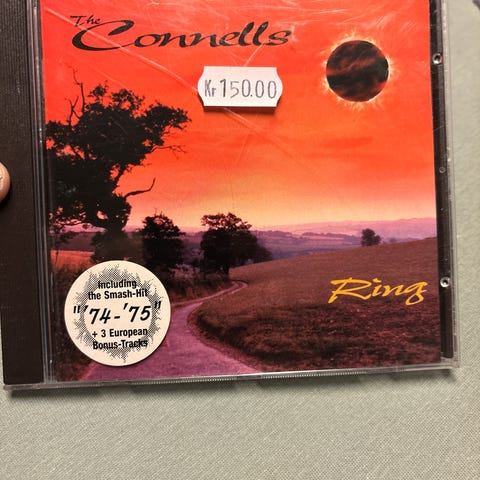 The
Connells
Kr 150.00
Ring
Including
the Smash-Hit
"'74-'75"
+ 3 European
Bonus-Tracks